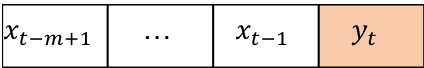 x_{t-m+1} ... x_{t-1} y_t